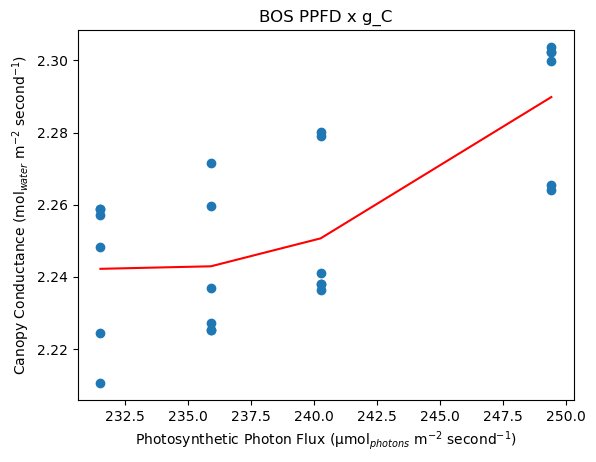 BOS PPFD x g_C
2.30
2.28
2.26
2.24
2.22
Canopy Conductance (mol_water m⁻² second⁻¹)
232.5 235.0 237.5 240.0 242.5 245.0 247.5 250.0
Photosynthetic Photon Flux (μmol_photons m⁻² second⁻¹)